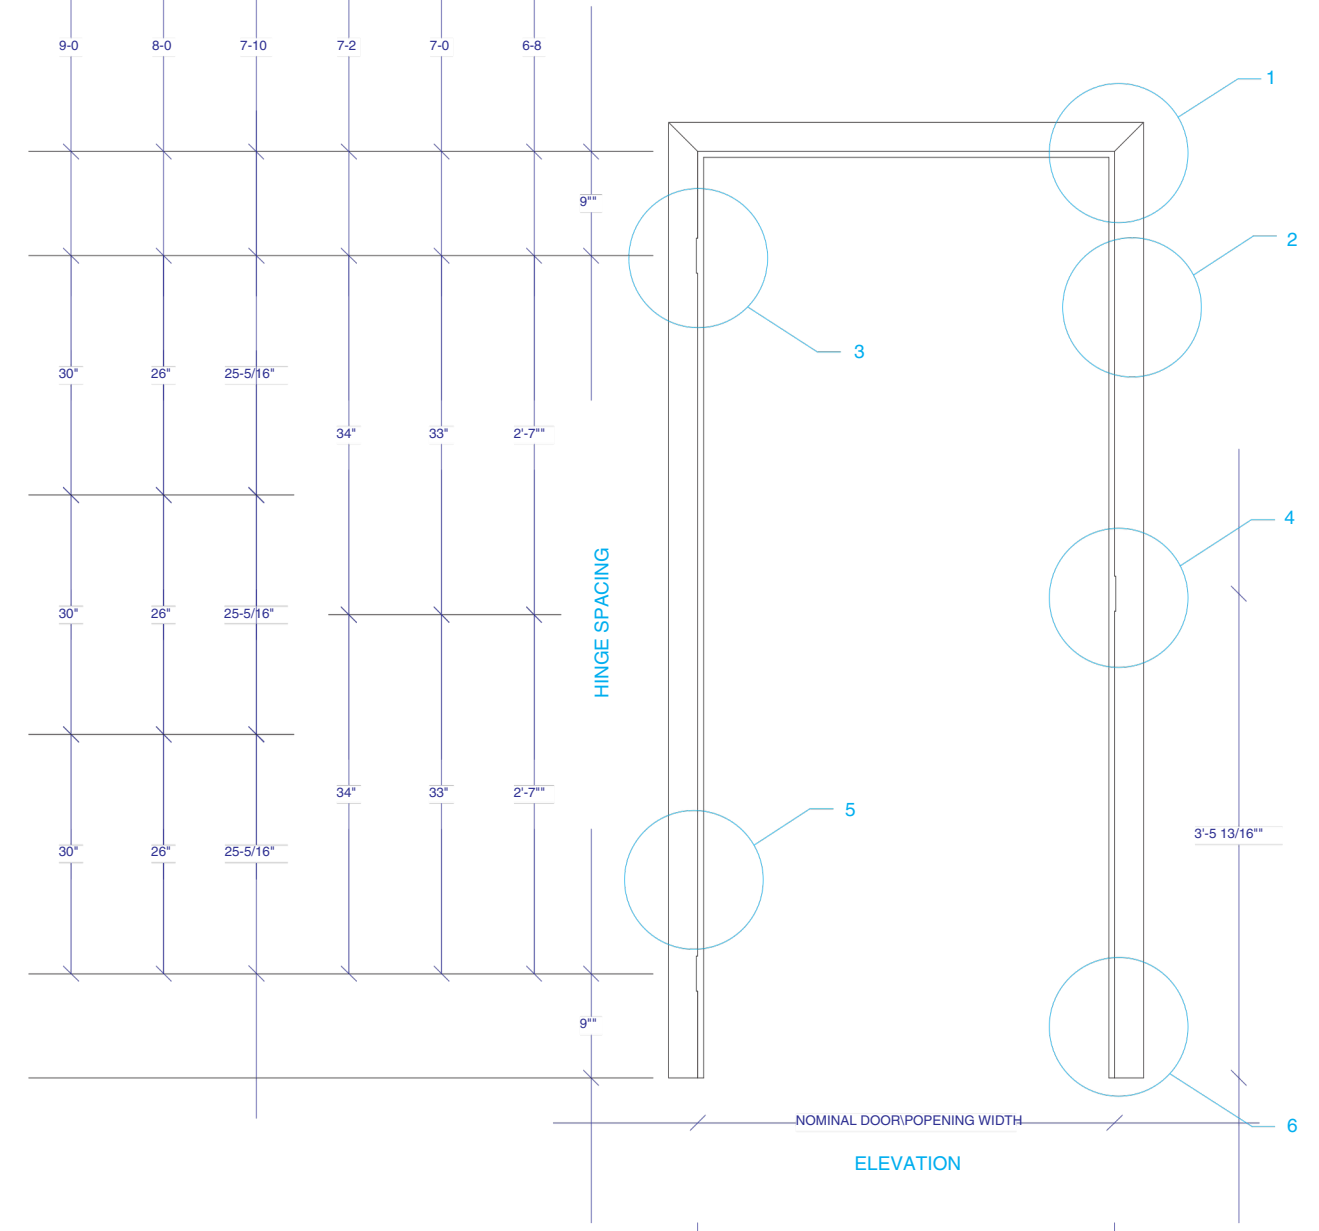 9-0 8-0 7-10 7-2 7-0 6-8
1
9""
2
3
30" 26" 25-5/16"
34" 33" 2'-7""
4
HINGE SPACING
30" 26" 25-5/16"
34" 33" 2'-7""
5
3'-5 13/16""
30" 26" 25-5/16"
9""
NOMINAL DOOR\POPENING WIDTH
6
ELEVATION